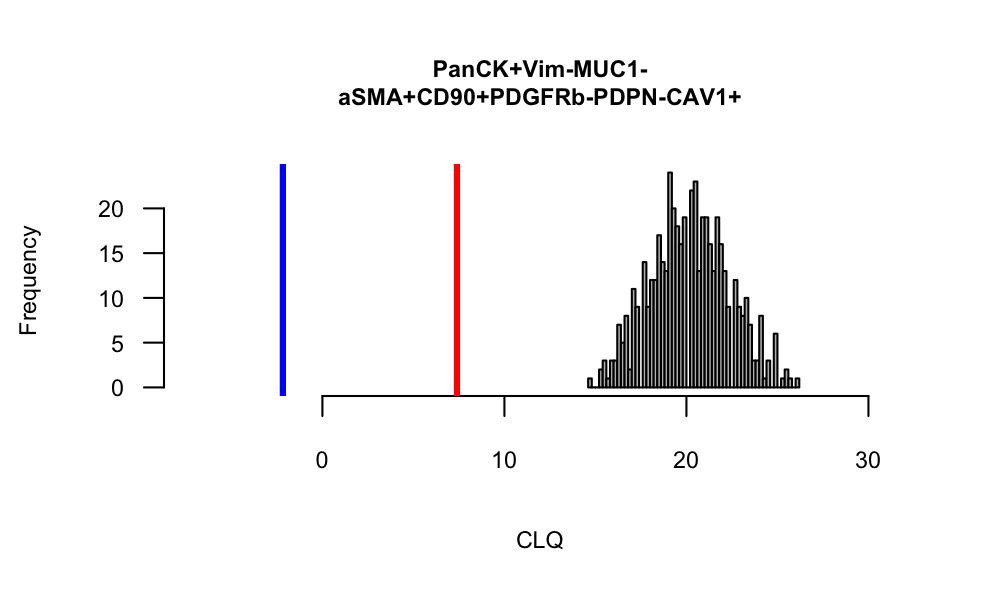 PanCK+Vim-MUC1-
aSMA+CD90+PDGFRb-PDPN-CAV1+
Frequency
20
15
10
5
0
0 10 20 30
CLQ